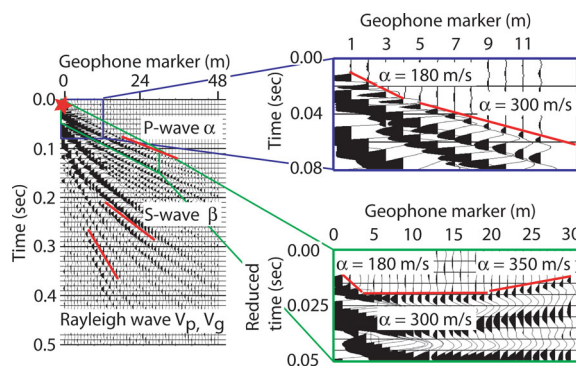 Geophone marker (m)
0 24 48
0.0
0.1
0.2
0.3
0.4
0.5
Time (sec)
P-wave α
S-wave β
Rayleigh wave Vp, Vg
Geophone marker (m)
1 3 5 7 9 11
0.00
0.04
0.08
Time (sec)
α = 180 m/s
α = 300 m/s
Geophone marker (m)
0 5 10 15 20 25 30
0.00
0.025
0.05
Reduced
time (sec)
α = 180 m/s
α = 350 m/s
α = 300 m/s